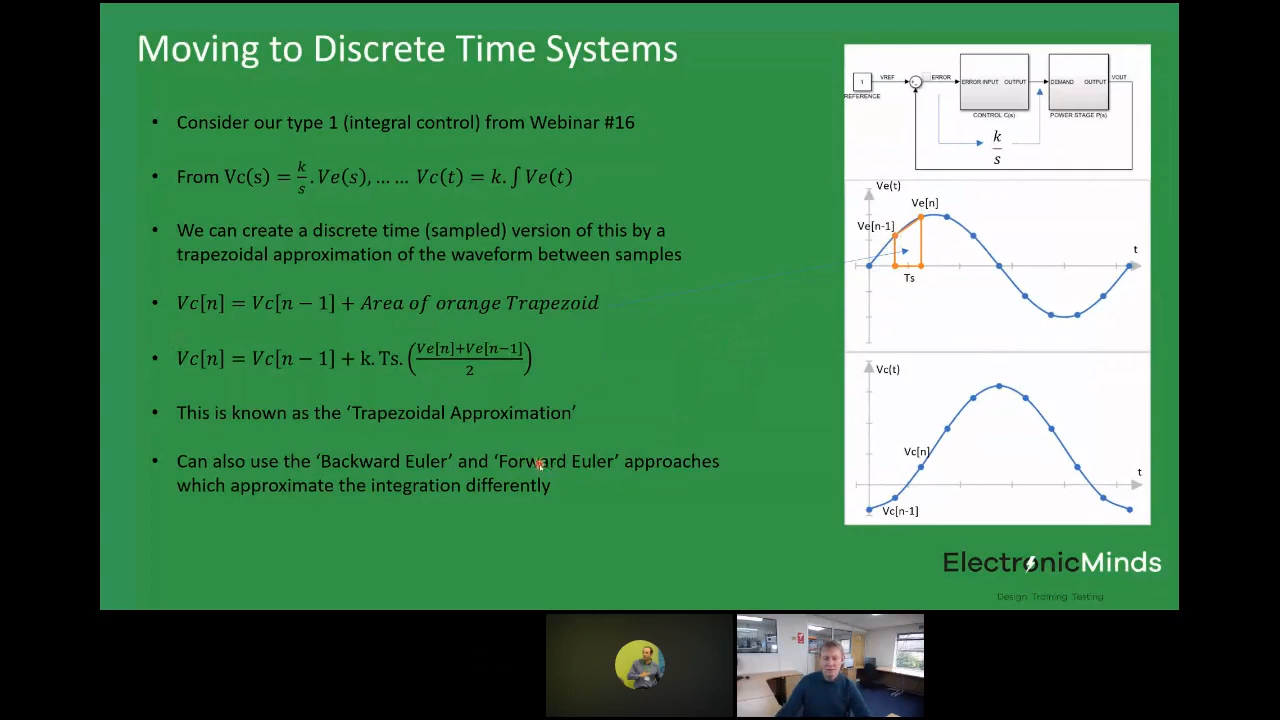 Moving to Discrete Time Systems
• Consider our type 1 (integral control) from Webinar #16
• From Vc(s) = k/s . Ve(s), … … Vc(t) = k. ∫ Ve(t)
• We can create a discrete time (sampled) version of this by a
trapezoidal approximation of the waveform between samples
• Vc[n] = Vc[n − 1] + Area of orange Trapezoid
• Vc[n] = Vc[n − 1] + k. Ts. ( (Ve[n]+Ve[n−1]) / 2 )
• This is known as the ‘Trapezoidal Approximation’
• Can also use the ‘Backward Euler’ and ‘Forward Euler’ approaches
which approximate the integration differently
1
REFERENCE
VREF
ERROR
ERROR INPUT OUTPUT
CONTROL C(s)
DEMAND OUTPUT
POWER STAGE P(s)
VOUT
k/s
Ve(t)
Ve[n]
Ve[n-1]
Ts
t
Vc(t)
Vc[n]
Vc[n-1]
t
ElectronicMinds
Design Training Testing